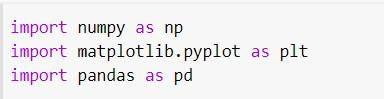 import numpy as np
import matplotlib.pyplot as plt
import pandas as pd